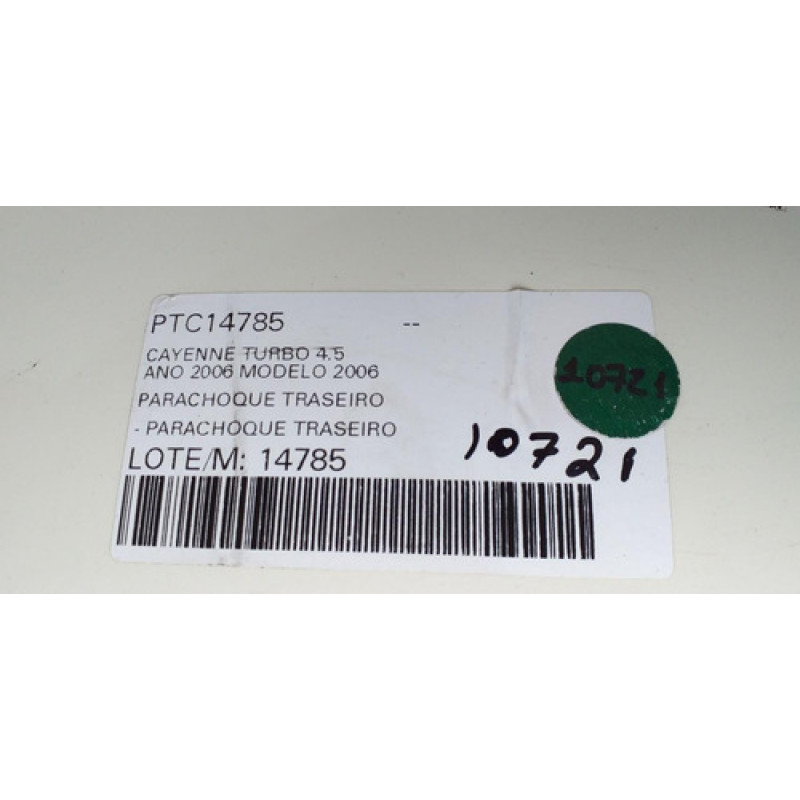 PTC14785 --
CAYENNE TURBO 4.5
ANO 2006 MODELO 2006
PARACHOQUE TRASEIRO
- PARACHOQUE TRASEIRO
LOTE/M: 14785
10721
10721